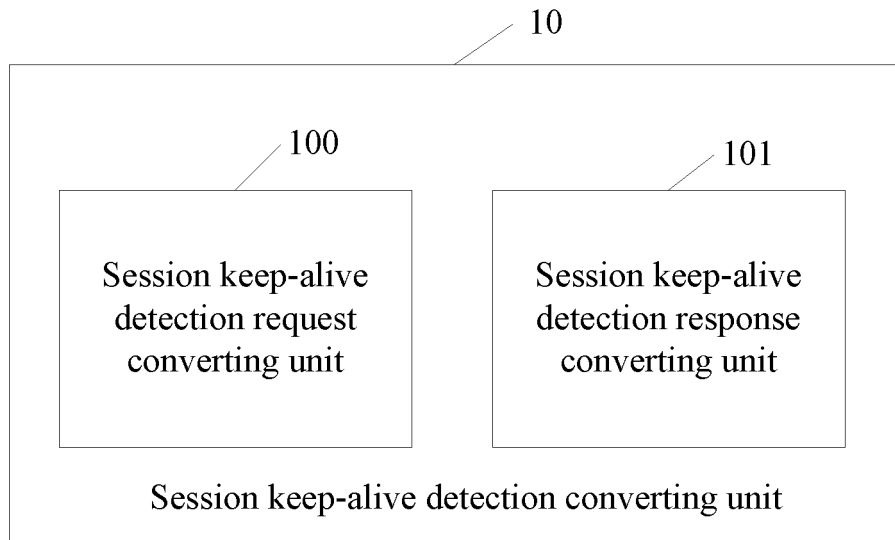 10
100
101
Session keep-alive
detection request
converting unit
Session keep-alive
detection response
converting unit
Session keep-alive detection converting unit